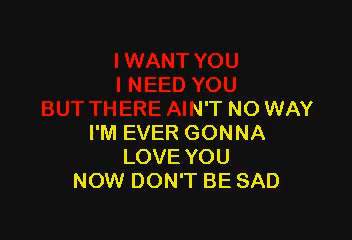 I WANT YOU
I NEED YOU
BUT THERE AIN'T NO WAY
I'M EVER GONNA
LOVE YOU
NOW DON'T BE SAD